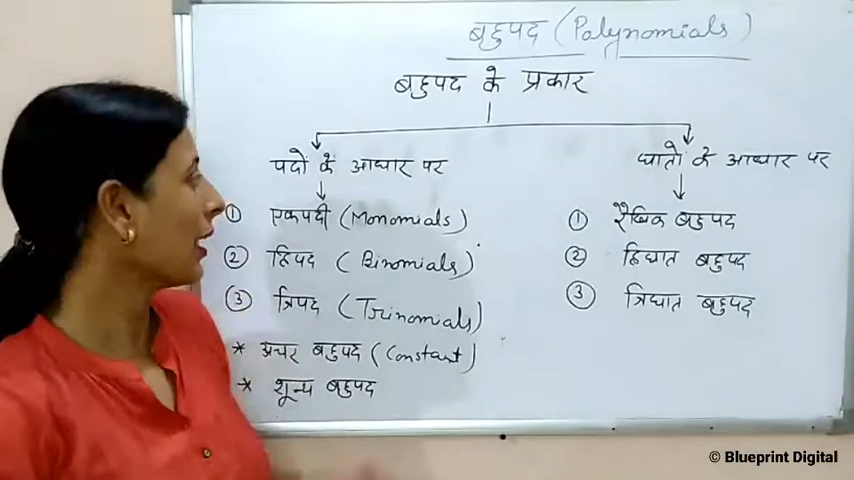 बहुपद (Polynomials)
बहुपद के प्रकार
पदों के आधार पर
घातों के आधार पर
① एकपदी (Monomials)
① रैखिक बहुपद
② द्विपद (Binomials)
② द्विघात बहुपद
③ त्रिपद (Trinomials)
③ त्रिघात बहुपद
* अचर बहुपद (Constant)
* शून्य बहुपद
© Blueprint Digital